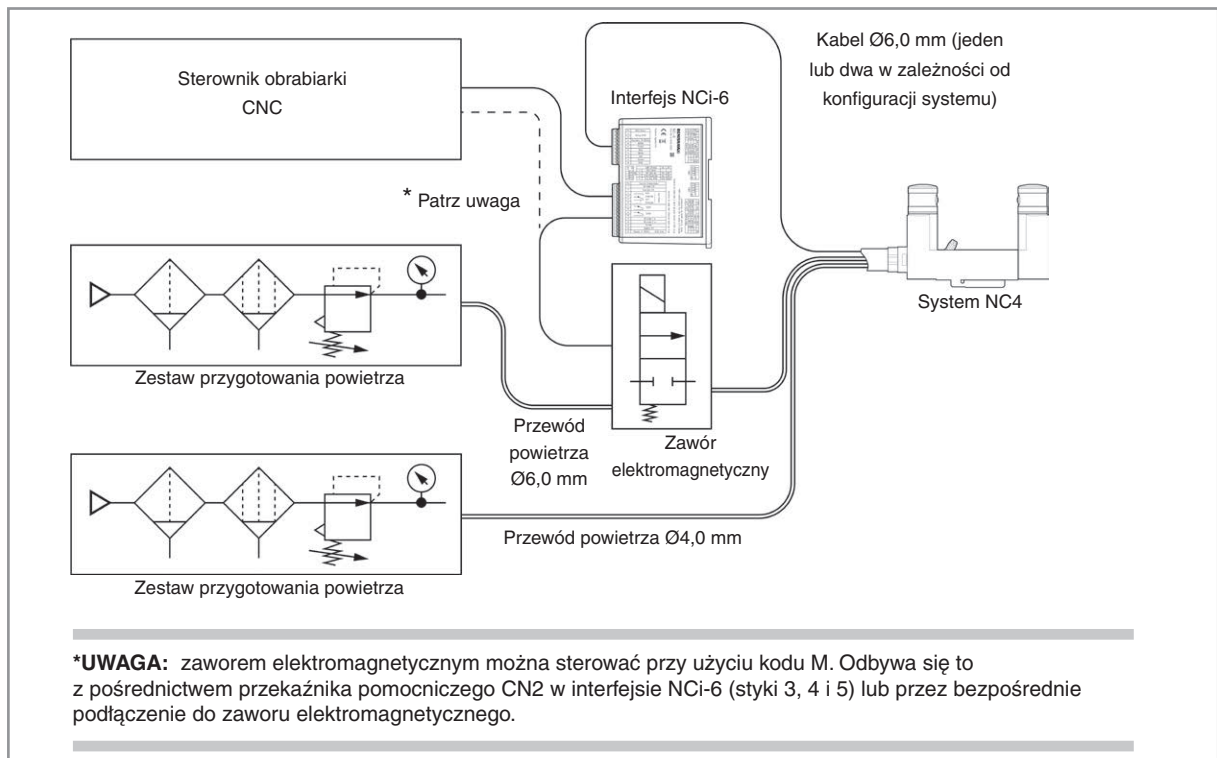 Sterownik obrabiarki
CNC
Interfejs NCi-6
Kabel Ø6,0 mm (jeden
lub dwa w zależności od
konfiguracji systemu)
* Patrz uwaga
System NC4
Zestaw przygotowania powietrza
Przewód
powietrza
Ø6,0 mm
Zawór
elektromagnetyczny
Przewód powietrza Ø4,0 mm
Zestaw przygotowania powietrza
*UWAGA: zaworem elektromagnetycznym można sterować przy użyciu kodu M. Odbywa się to
z pośrednictwem przekaźnika pomocniczego CN2 w interfejsie NCi-6 (styki 3, 4 i 5) lub przez bezpośrednie
podłączenie do zaworu elektromagnetycznego.